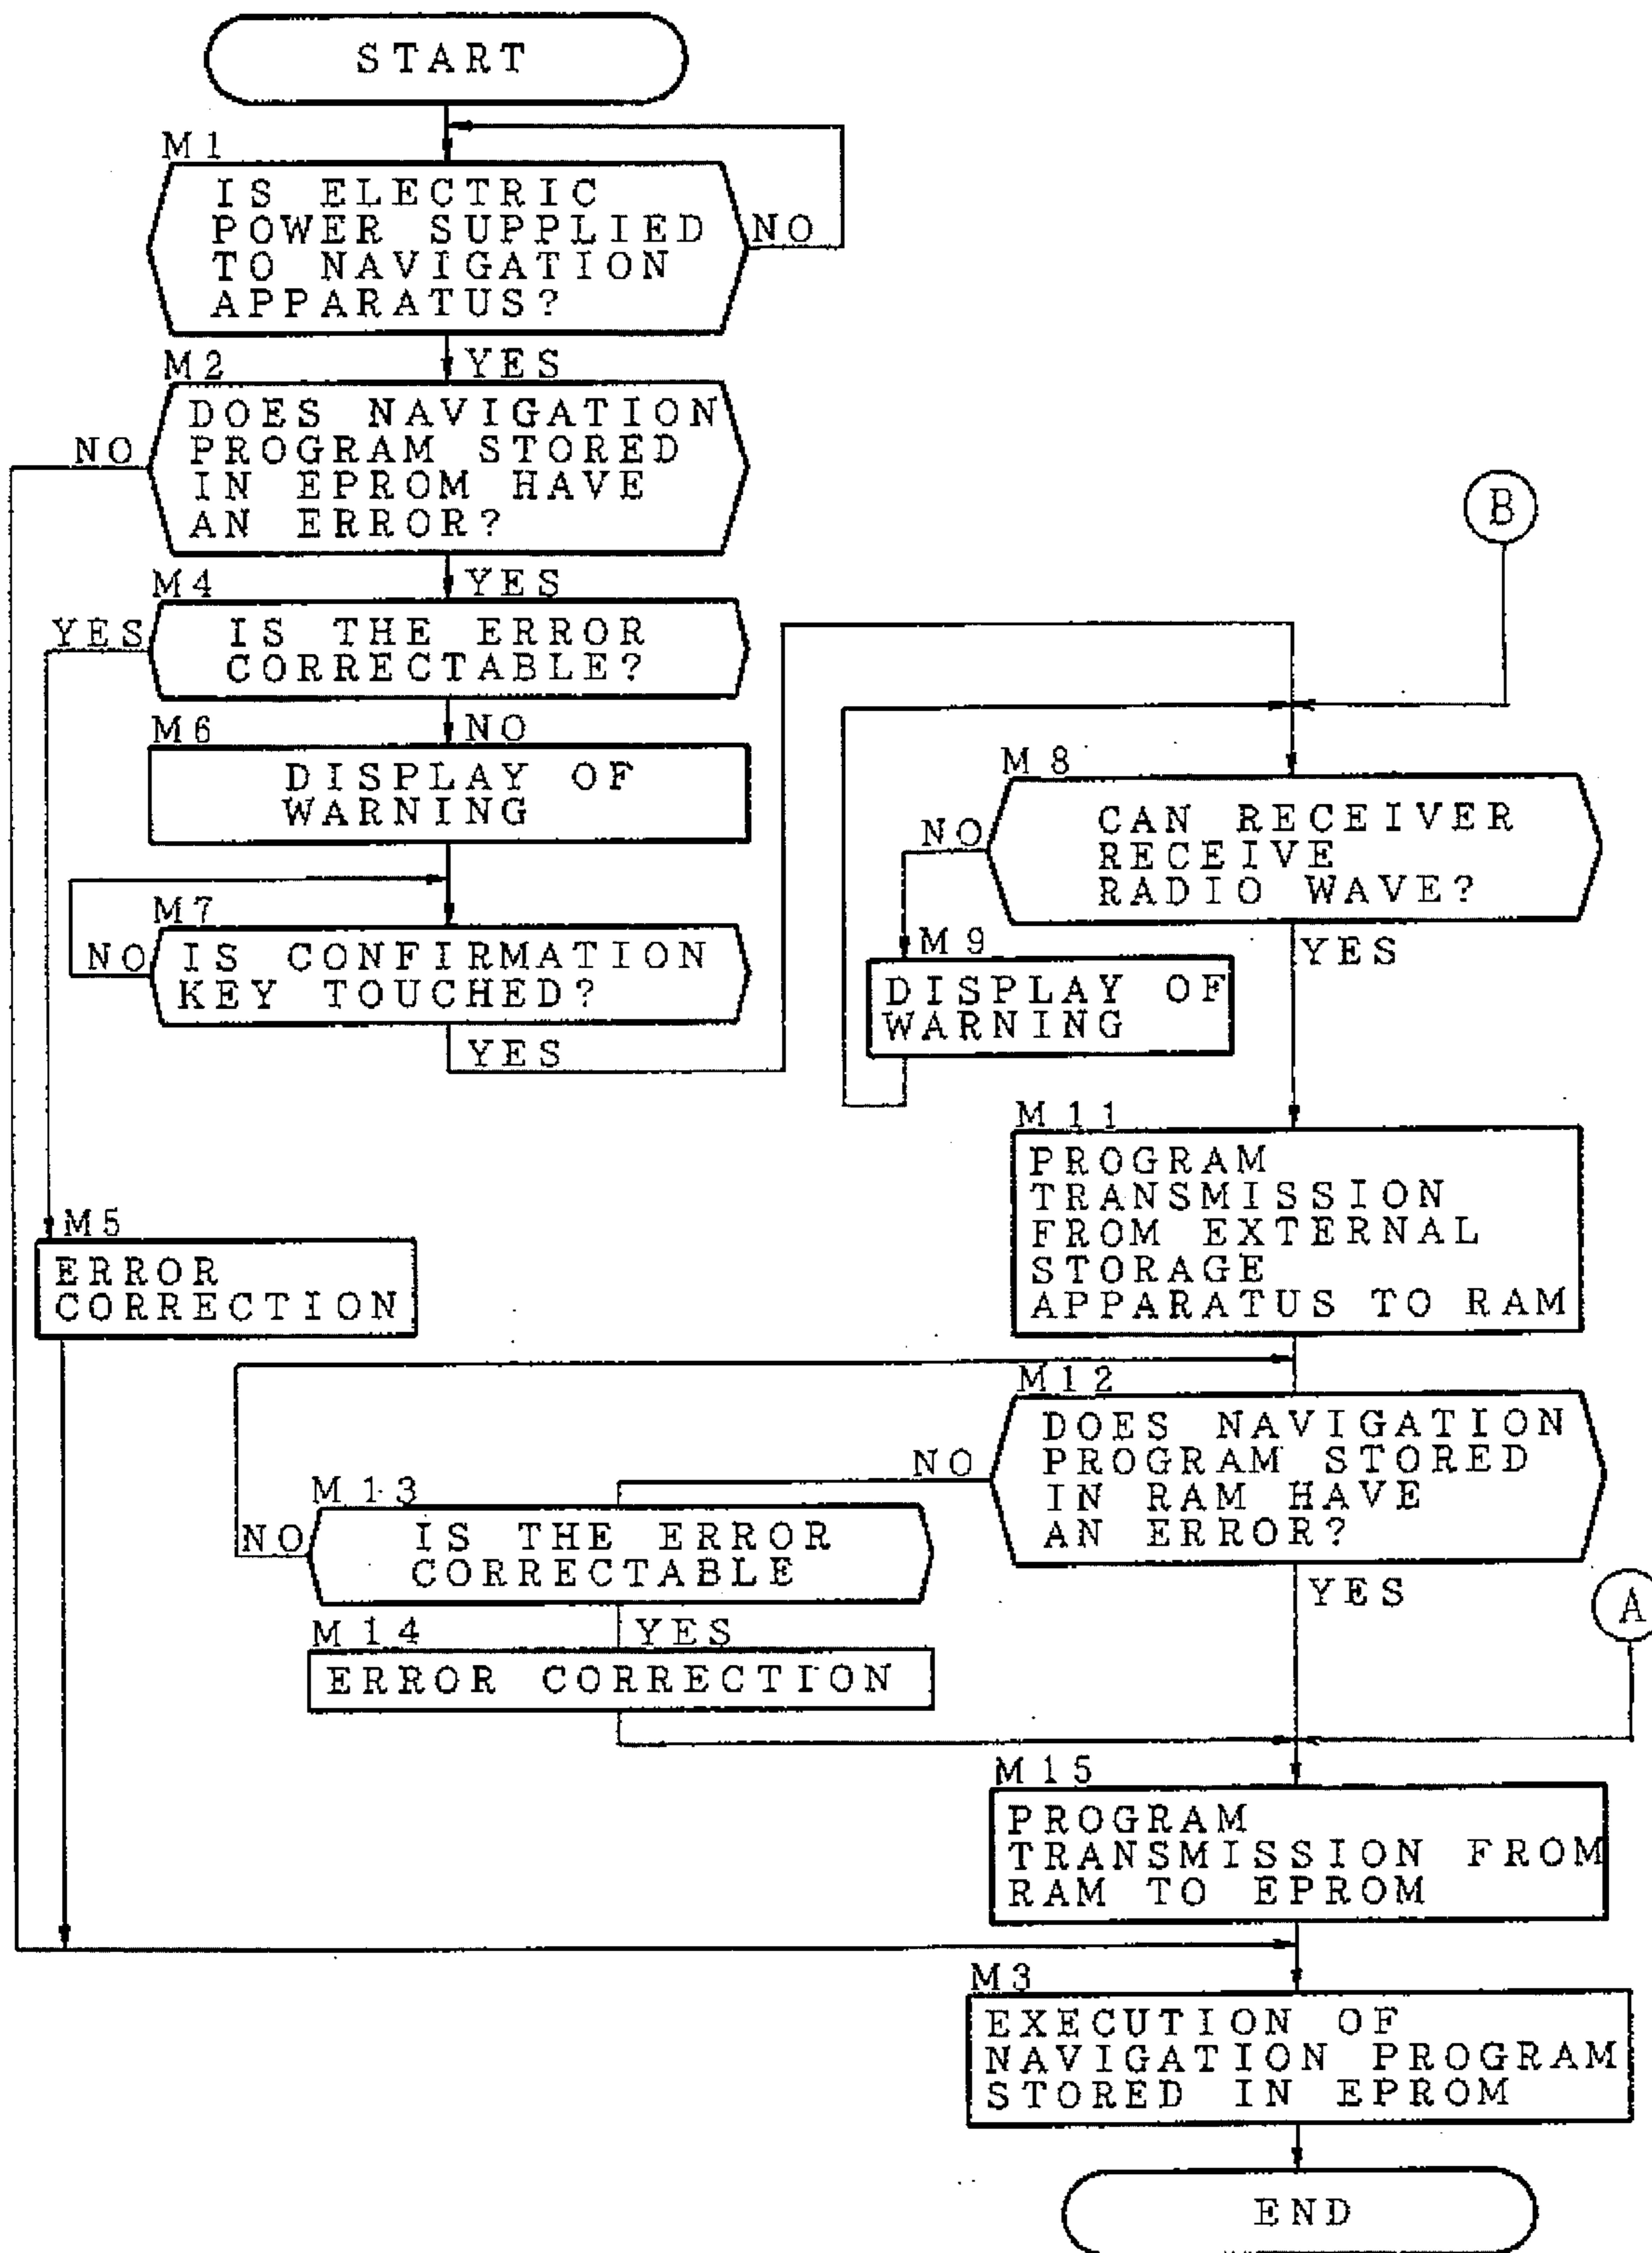 START
M1
IS ELECTRIC
POWER SUPPLIED
TO NAVIGATION
APPARATUS?
NO
YES
M2
DOES NAVIGATION
PROGRAM STORED
IN EPROM HAVE
AN ERROR?
NO
YES
M4
IS THE ERROR
CORRECTABLE?
YES
NO
M6
DISPLAY OF
WARNING
M7
IS CONFIRMATION
KEY TOUCHED?
NO
YES
B
M8
CAN RECEIVER
RECEIVE
RADIO WAVE?
NO
YES
M9
DISPLAY OF
WARNING
M11
PROGRAM
TRANSMISSION
FROM EXTERNAL
STORAGE
APPARATUS TO RAM
M5
ERROR
CORRECTION
M12
DOES NAVIGATION
PROGRAM STORED
IN RAM HAVE
AN ERROR?
NO
YES
M13
IS THE ERROR
CORRECTABLE
NO
YES
M14
ERROR CORRECTION
A
M15
PROGRAM
TRANSMISSION FROM
RAM TO EPROM
M3
EXECUTION OF
NAVIGATION PROGRAM
STORED IN EPROM
END